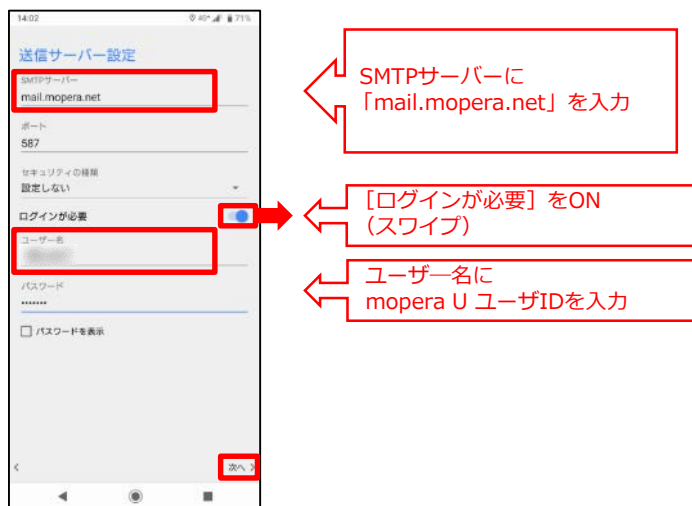 14:02
71%
送信サーバー設定
SMTPサーバー
mail.mopera.net
ポート
587
セキュリティの種類
設定しない
ログインが必要
ユーザー名
パスワード
•••••••
パスワードを表示
次へ
SMTPサーバーに
「mail.mopera.net」を入力
［ログインが必要］をON
（スワイプ）
ユーザ―名に
mopera U ユーザIDを入力